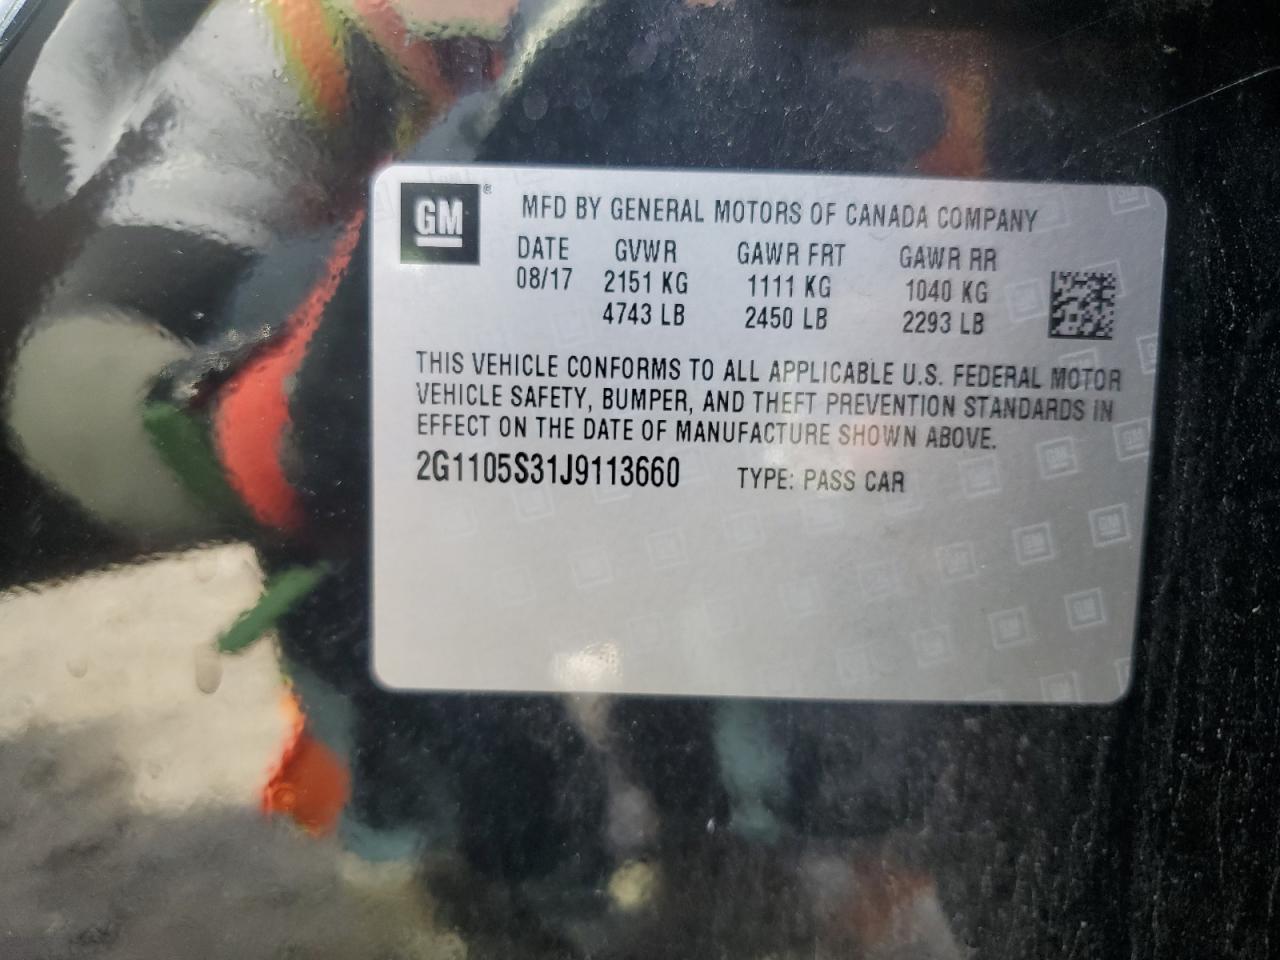 GM ®
MFD BY GENERAL MOTORS OF CANADA COMPANY
DATE GVWR GAWR FRT GAWR RR
08/17 2151 KG 1111 KG 1040 KG
4743 LB 2450 LB 2293 LB
THIS VEHICLE CONFORMS TO ALL APPLICABLE U.S. FEDERAL MOTOR
VEHICLE SAFETY, BUMPER, AND THEFT PREVENTION STANDARDS IN
EFFECT ON THE DATE OF MANUFACTURE SHOWN ABOVE.
2G1105S31J9113660 TYPE: PASS CAR